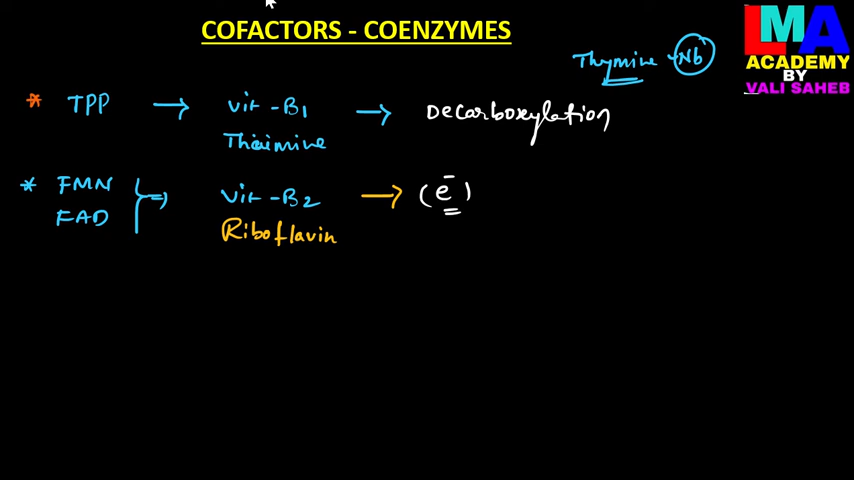 COFACTORS - COENZYMES
LMA
ACADEMY
BY
VALI SAHEB
Thymine - Nb
* TPP → Vit - B1 → Decarboxylation
Thaimine
* FMN Vit - B2 → (e-)
FAD
Riboflavin